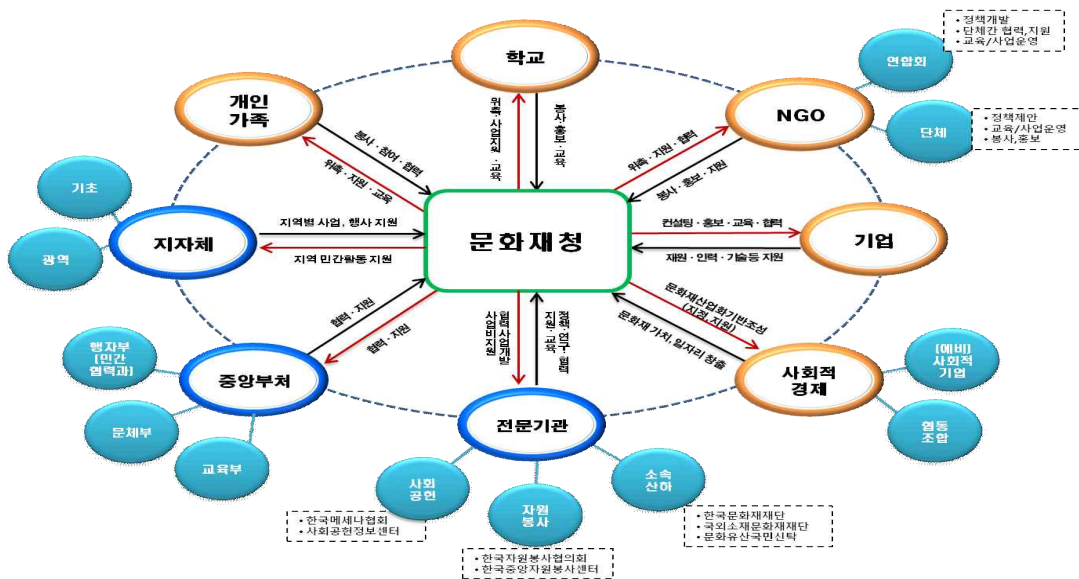 • 정책개발
• 단체간 협력,지원
• 교육/사업운영
연합회
학교
개인
가족
NGO
단체
• 정책제안
• 교육/사업운영
• 봉사,홍보
위촉·사업지원·교육
봉사·홍보·교육
봉사·참여·협력
위촉·지원·교육
위촉·지원·협력
봉사·홍보·지원
기초
지자체
광역
지역별 사업, 행사 지원
지역 민간활동 지원
문화재청
컨설팅·홍보·교육·협력
재원·인력·기술등 지원
기업
협력·지원
협력·지원
협력사업개발
사업비지원
정책 연구·협력
지원·교육
문화재산업화기반조성
(지정,지원)
문화재 가치, 일자리 창출
행자부
(민간
협력과)
중앙부처
문체부
교육부
사회적
경제
(예비)
사회적
기업
협동
조합
전문기관
사회
공헌
자원
봉사
소속
산하
• 한국메세나협회
• 사회공헌정보센터
• 한국자원봉사협의회
• 한국중앙자원봉사센터
• 한국문화재재단
• 국외소재문화재재단
• 문화유산국민신탁